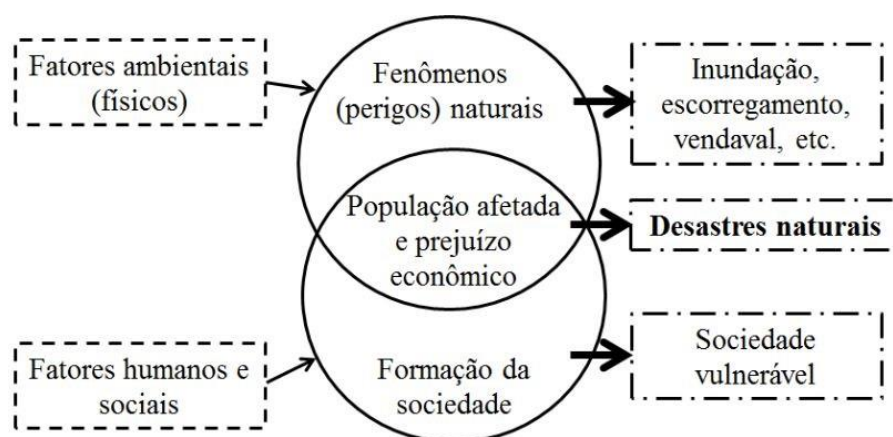 Fatores ambientais
(físicos)
Fenômenos
(perigos) naturais
Inundação,
escorregamento,
vendaval, etc.
População afetada
e prejuízo
econômico
Desastres naturais
Fatores humanos e
sociais
Formação da
sociedade
Sociedade
vulnerável